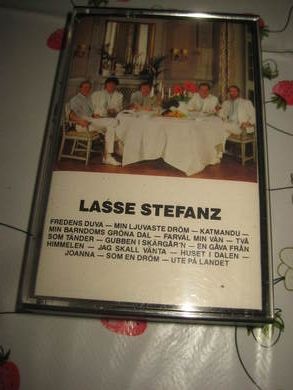 LASSE STEFANZ
FREDENS DUVA — MIN LJUVASTE DRÖM — KATMANDU —
MIN BARNDOMS GRÖNA DAL — FARVÄL MIN VÄN — TVÅ
SOM TÄNDER — GUBBEN I SKÄRGÅR'N — EN GÅVA FRÅN
HIMMELEN — JAG SKALL VÄNTA — HUSET I DALEN —
JOANNA — SOM EN DRÖM — UTE PÅ LANDET